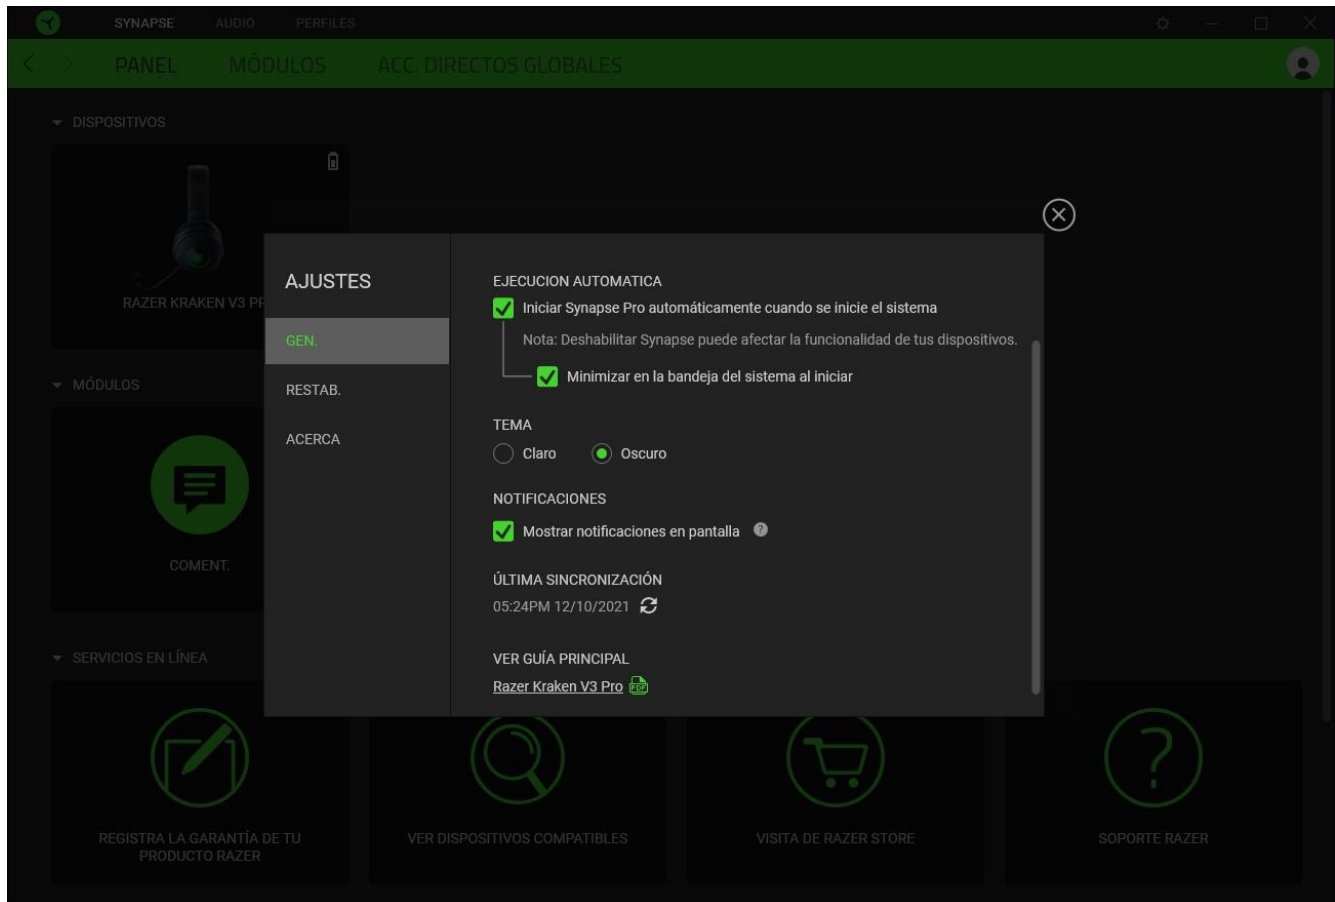 SYNAPSE AUDIO PERFILES
PANEL MÓDULOS ACC. DIRECTOS GLOBALES
DISPOSITIVOS
RAZER KRAKEN V3 PR
MÓDULOS
COMENT.
SERVICIOS EN LÍNEA
REGISTRA LA GARANTÍA DE TU
PRODUCTO RAZER
VER DISPOSITIVOS COMPATIBLES
VISITA DE RAZER STORE
SOPORTE RAZER
AJUSTES
GEN.
RESTAB.
ACERCA
EJECUCION AUTOMATICA
Iniciar Synapse Pro automáticamente cuando se inicie el sistema
Nota: Deshabilitar Synapse puede afectar la funcionalidad de tus dispositivos.
Minimizar en la bandeja del sistema al iniciar
TEMA
Claro Oscuro
NOTIFICACIONES
Mostrar notificaciones en pantalla ?
ÚLTIMA SINCRONIZACIÓN
05:24PM 12/10/2021
VER GUÍA PRINCIPAL
Razer Kraken V3 Pro PDF